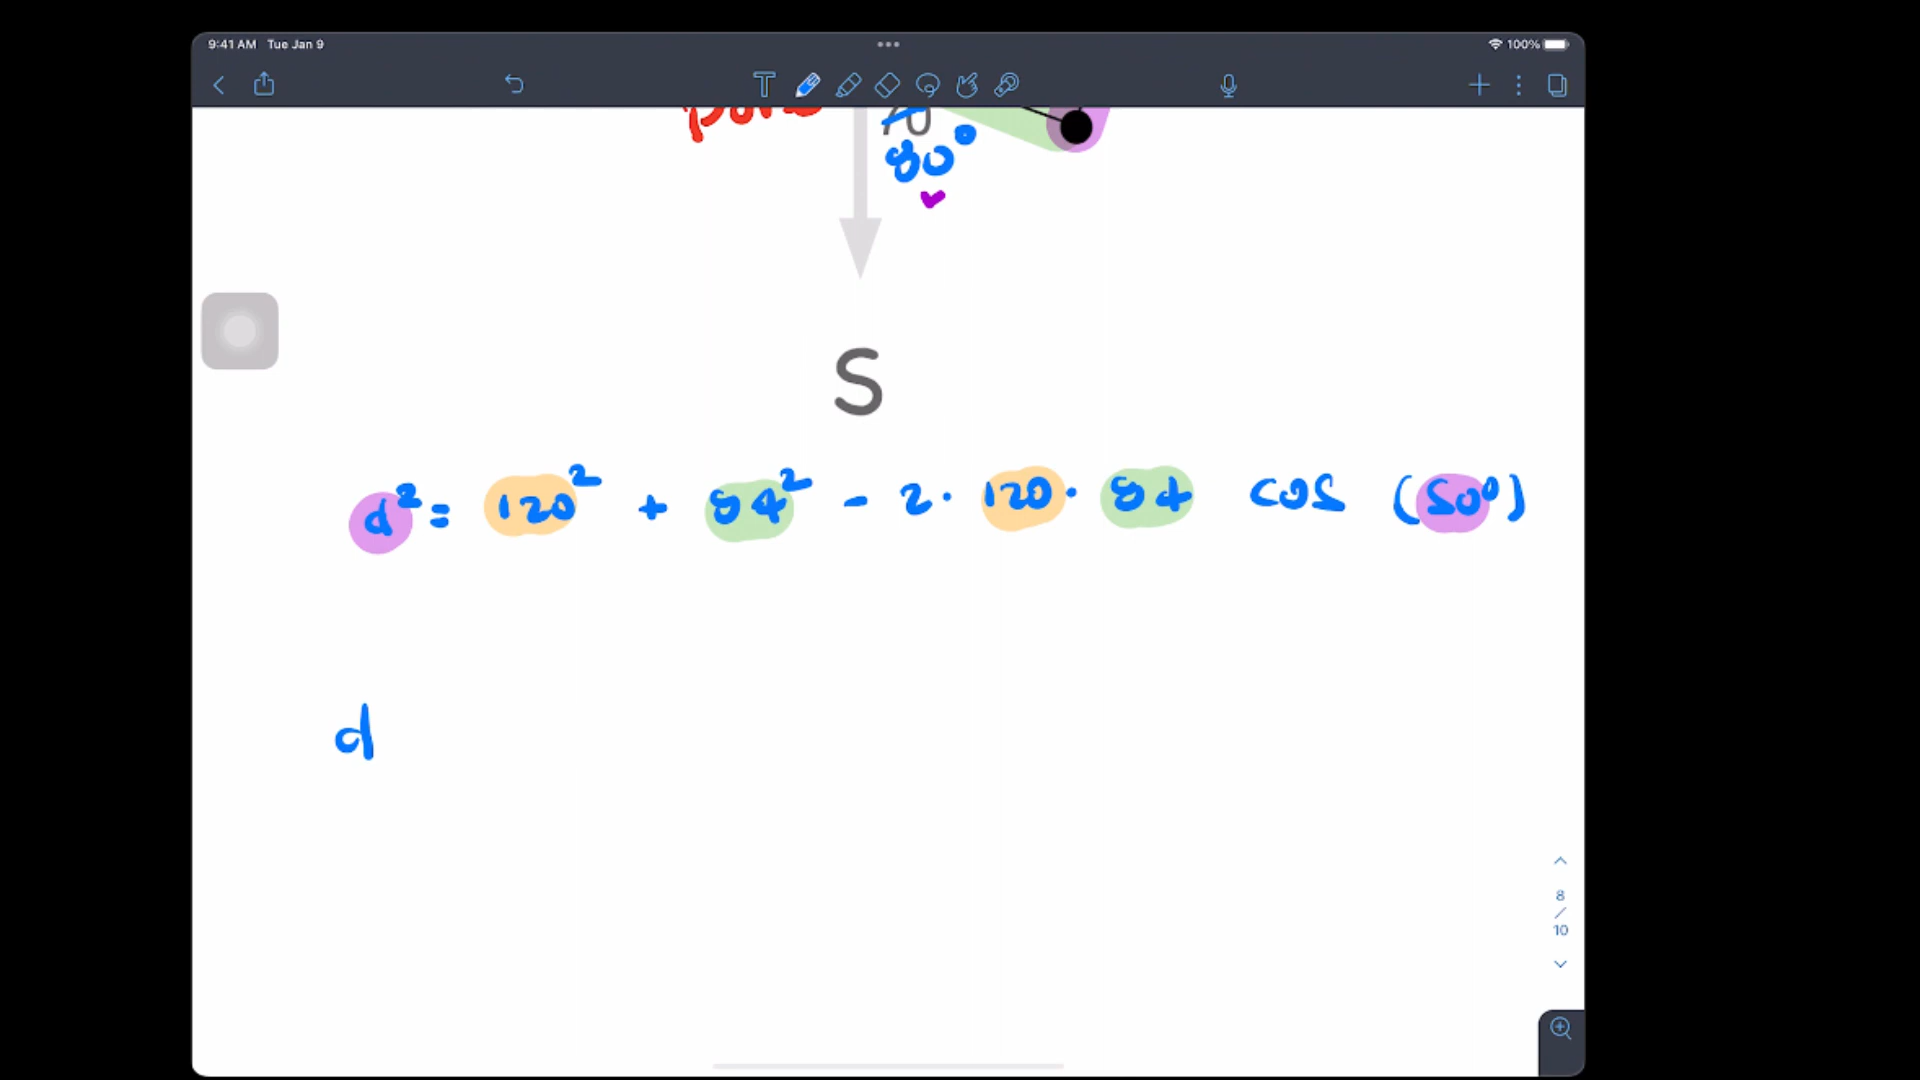 9:41 AM Tue Jan 9
100%
T
80°
S
d² = 120² + 84² - 2 · 120 · 84 cos (50°)
d
8
/
10